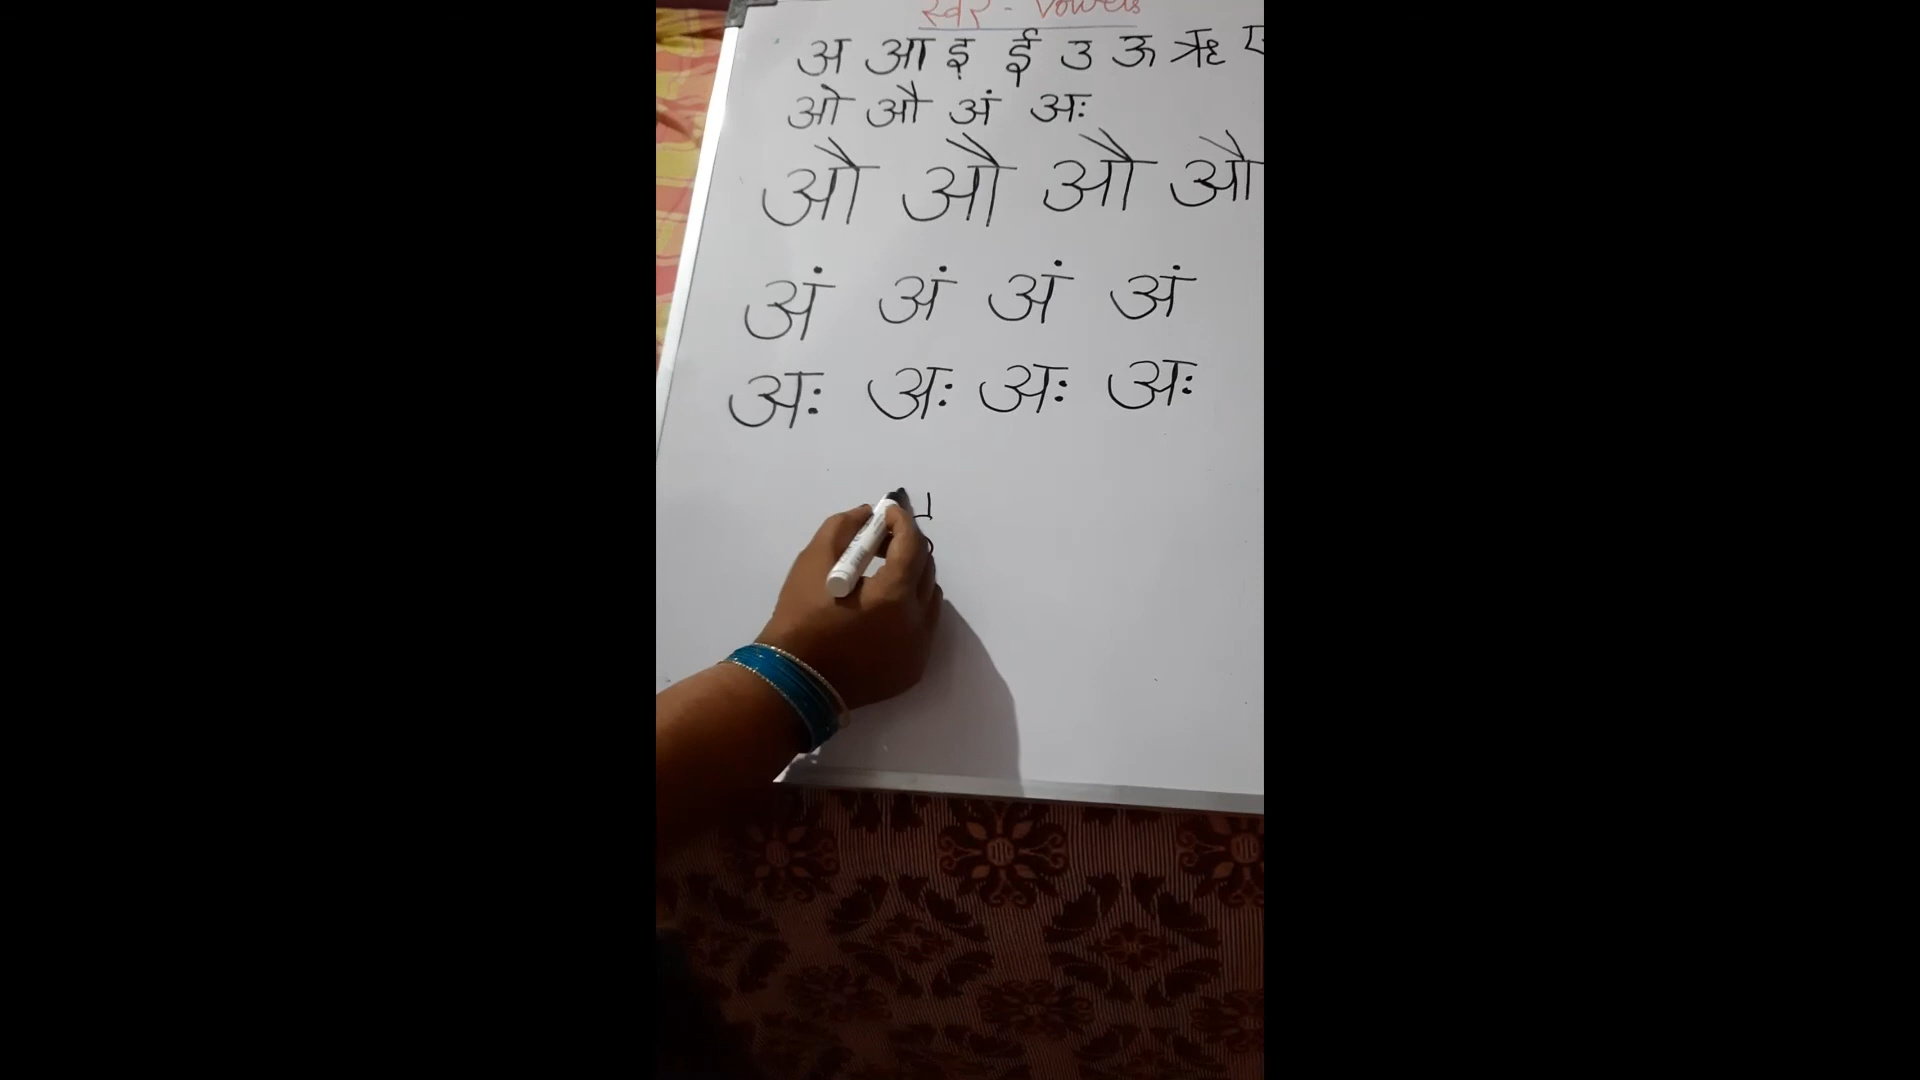 स्वर - Vowels
अ आ इ ई उ ऊ ऋ
ओ औ अं अः
औ औ औ औ
अं अं अं अं
अः अः अः अः